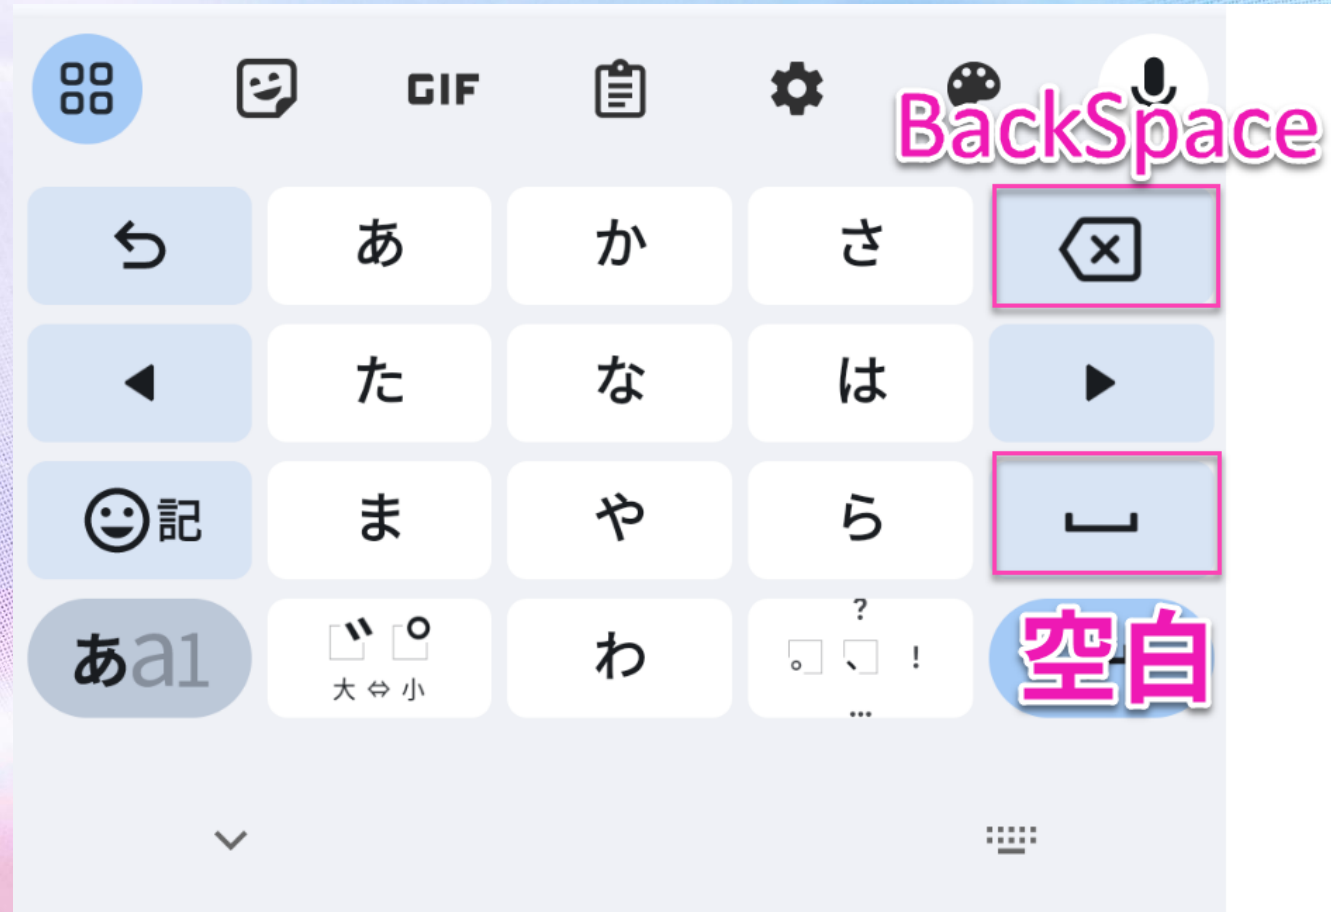 GIF
BackSpace
あ か さ
た な は
記 ま や ら
あa1 大⇔小 わ 。、?!… 空白